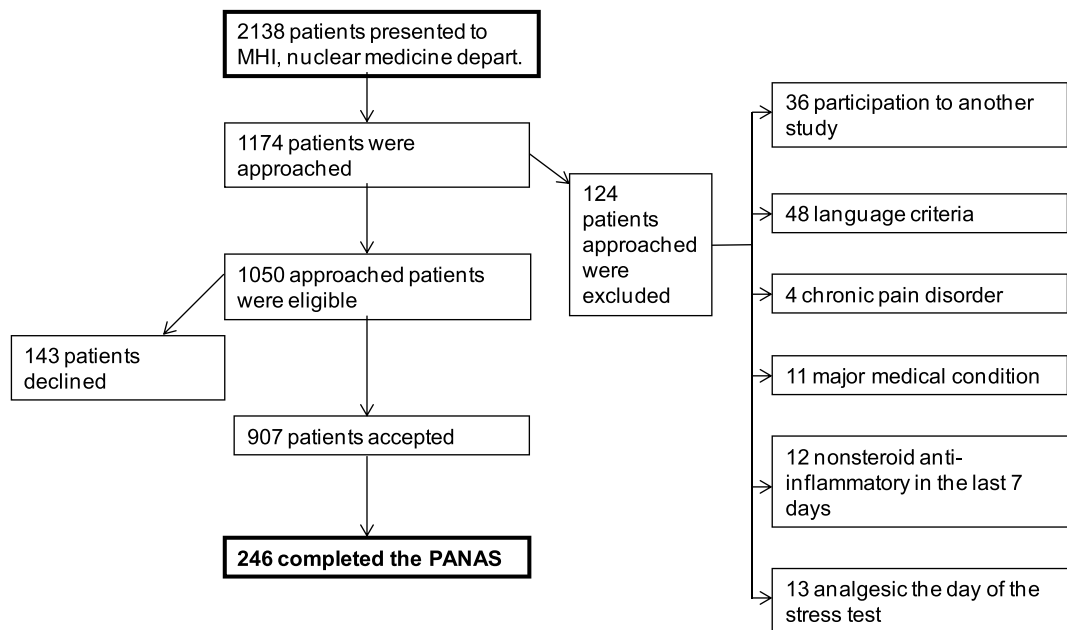 2138 patients presented to
MHI, nuclear medicine depart.
1174 patients were
approached
124
patients
approached
were
excluded
36 participation to another
study
48 language criteria
4 chronic pain disorder
11 major medical condition
12 nonsteroid anti-
inflammatory in the last 7
days
13 analgesic the day of the
stress test
1050 approached patients
were eligible
143 patients
declined
907 patients accepted
246 completed the PANAS